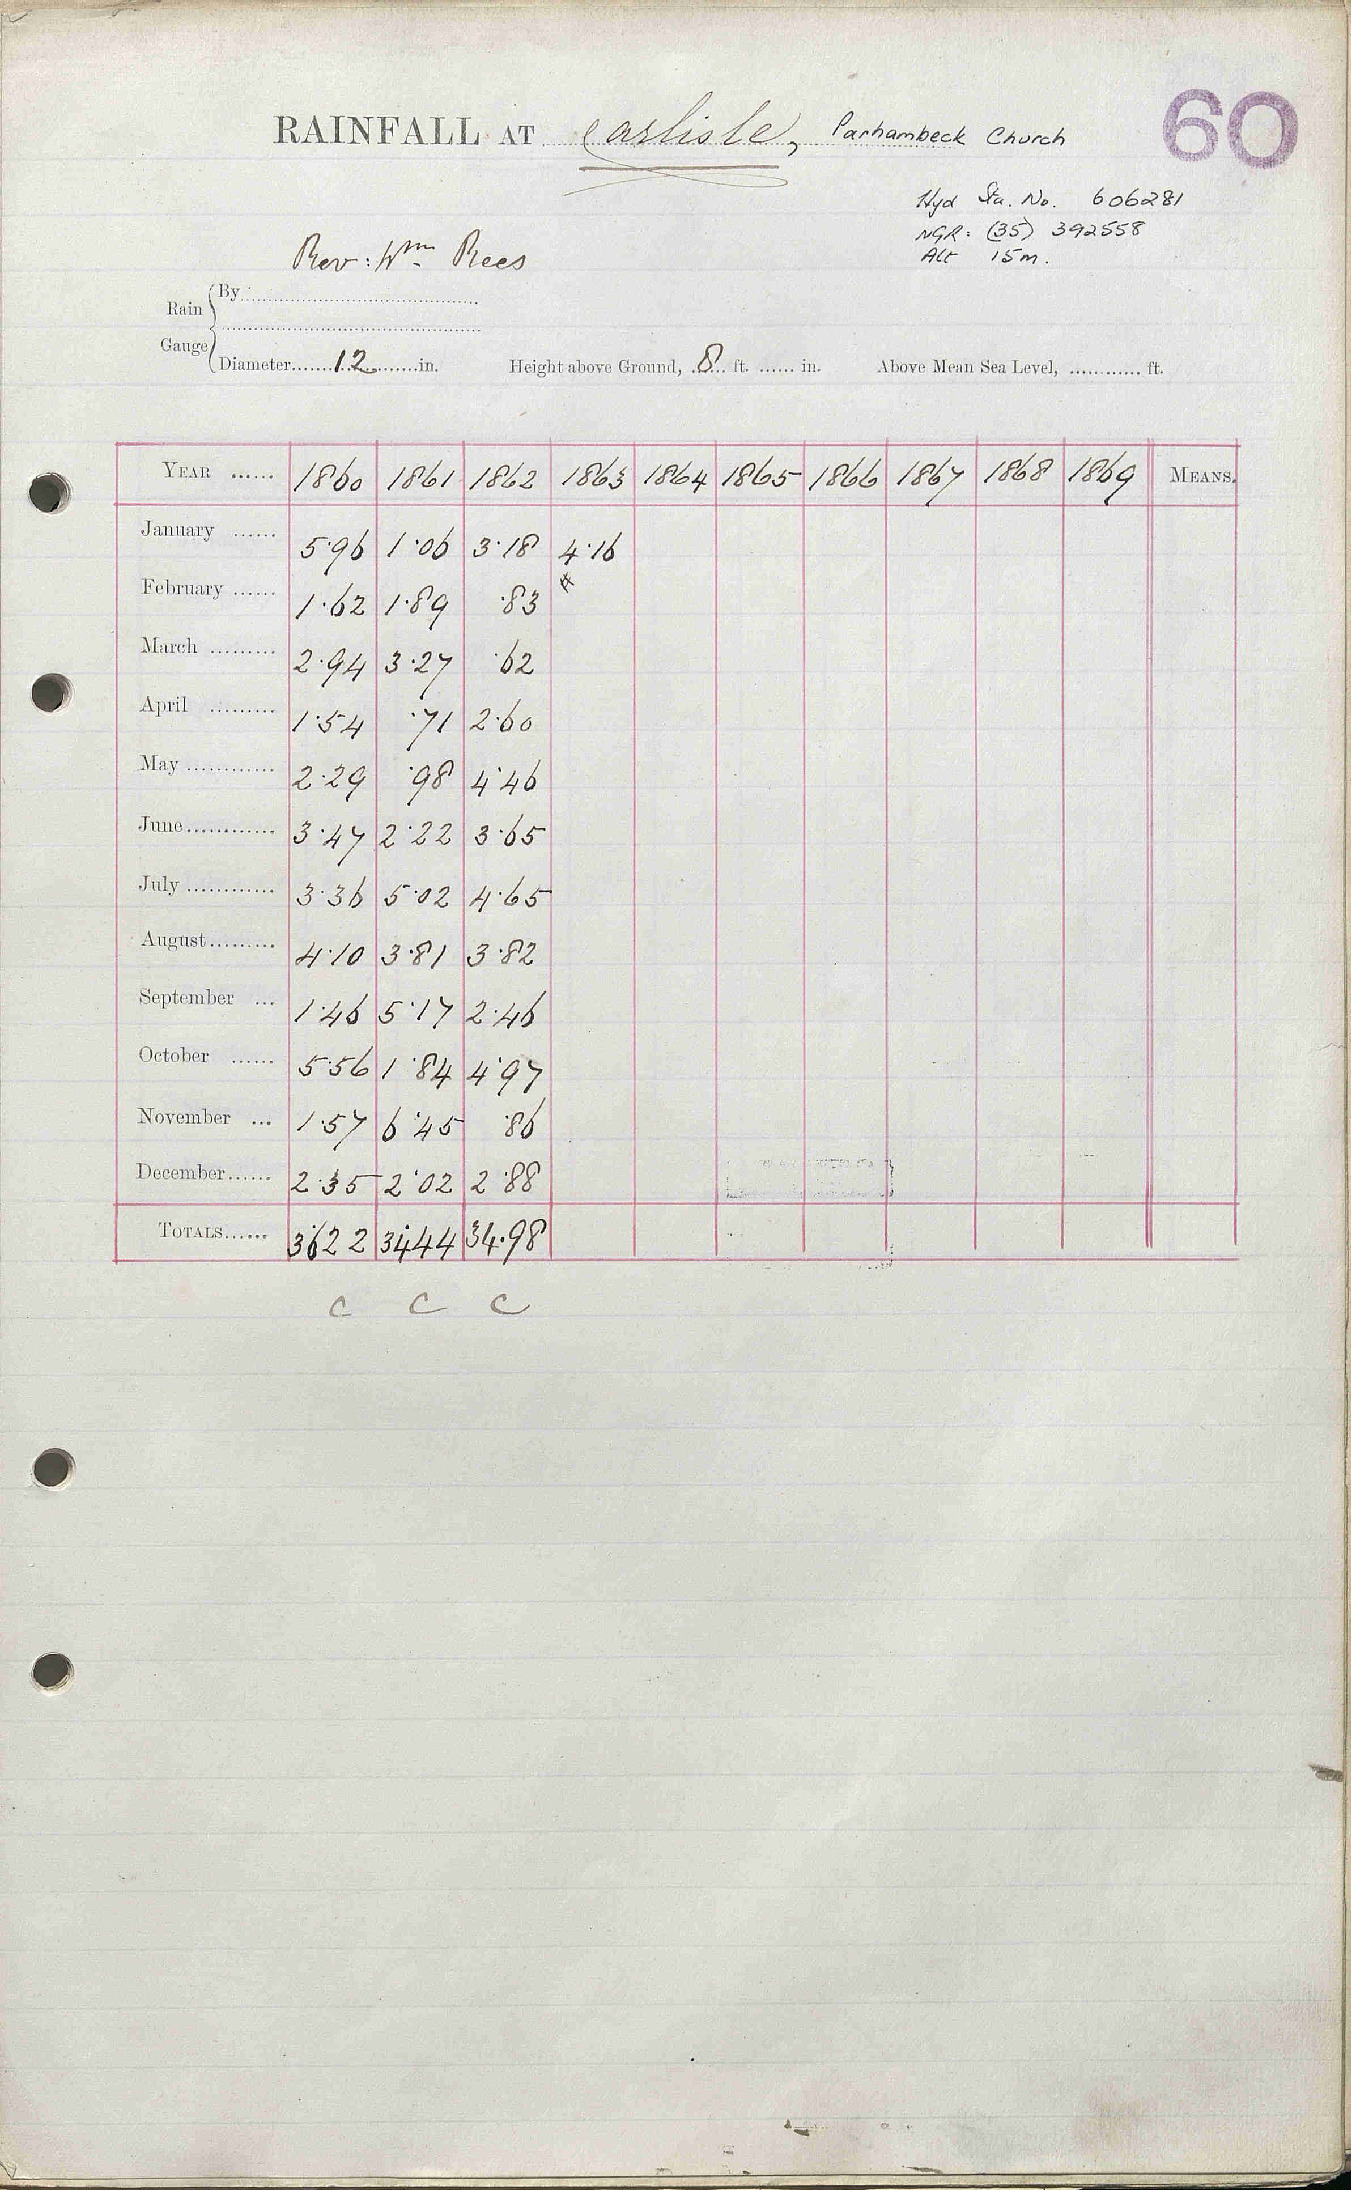 RAINFALL AT Carlisle, Parhambeck Church
60
Hyd Sta. No. 606281
NGR: (35) 392558
Alt 15m.
Rev: Wm Rees
Rain Gauge
By
Diameter 12 in. Height above Ground, 8 ft. in. Above Mean Sea Level, ft.
YEAR 1860 1861 1862 1863 1864 1865 1866 1867 1868 1869 MEANS.
January 5.96 1.06 3.18 4.16
February 1.62 1.89 .83
March 2.94 3.27 .62
April 1.54 .71 2.60
May 2.29 .98 4.46
June 3.47 2.22 3.65
July 3.36 5.02 4.65
August 4.10 3.81 3.82
September 1.46 5.17 2.46
October 5.56 1.84 4.97
November 1.57 6.45 .86
December 2.35 2.02 2.88
TOTALS 36.22 34.44 34.98
C C C